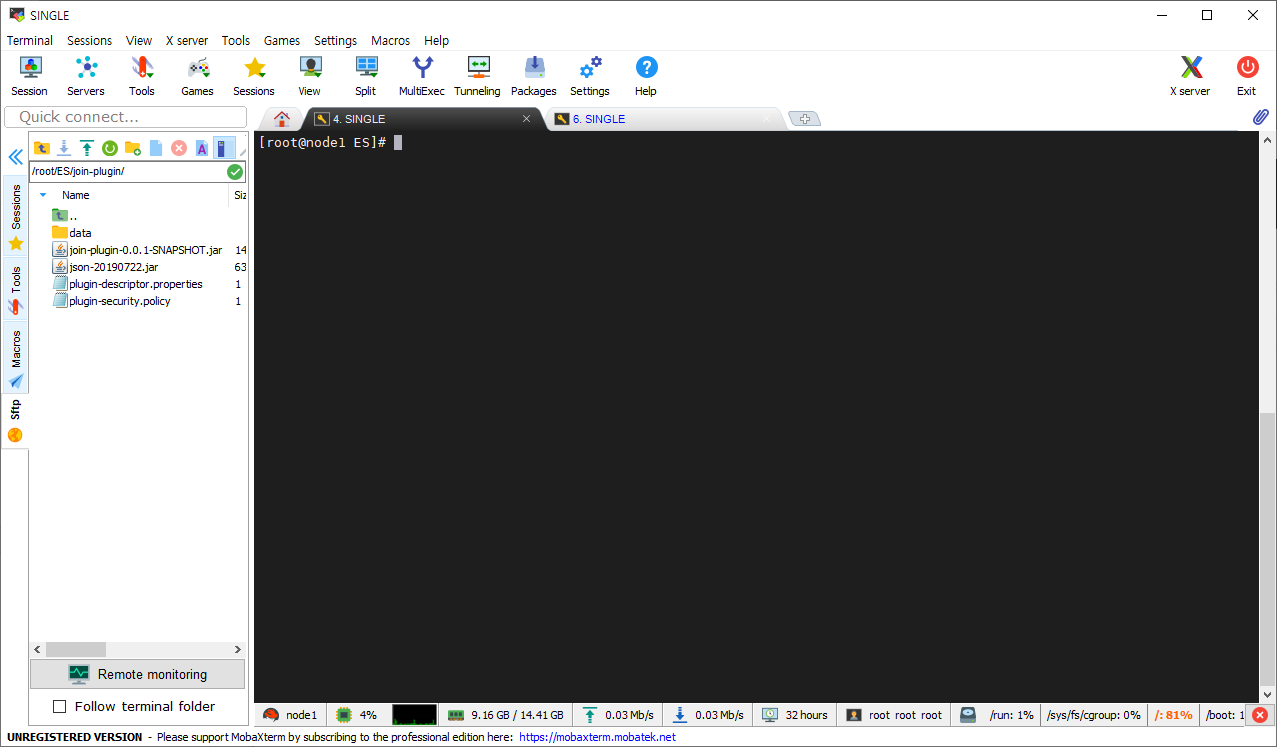 SINGLE
Terminal Sessions View X server Tools Games Settings Macros Help
Session Servers Tools Games Sessions View Split MultiExec Tunneling Packages Settings Help X server Exit
Quick connect...
4. SINGLE
6. SINGLE
[root@node1 ES]#
/root/ES/join-plugin/
Name Siz
..
data
join-plugin-0.0.1-SNAPSHOT.jar 14
json-20190722.jar 63
plugin-descriptor.properties 1
plugin-security.policy 1
Sessions
Tools
Macros
Sftp
Remote monitoring
Follow terminal folder
node1 4% 9.16 GB / 14.41 GB 0.03 Mb/s 0.03 Mb/s 32 hours root root root /run: 1% /sys/fs/cgroup: 0% /: 81% /boot: 1
UNREGISTERED VERSION - Please support MobaXterm by subscribing to the professional edition here: https://mobaxterm.mobatek.net